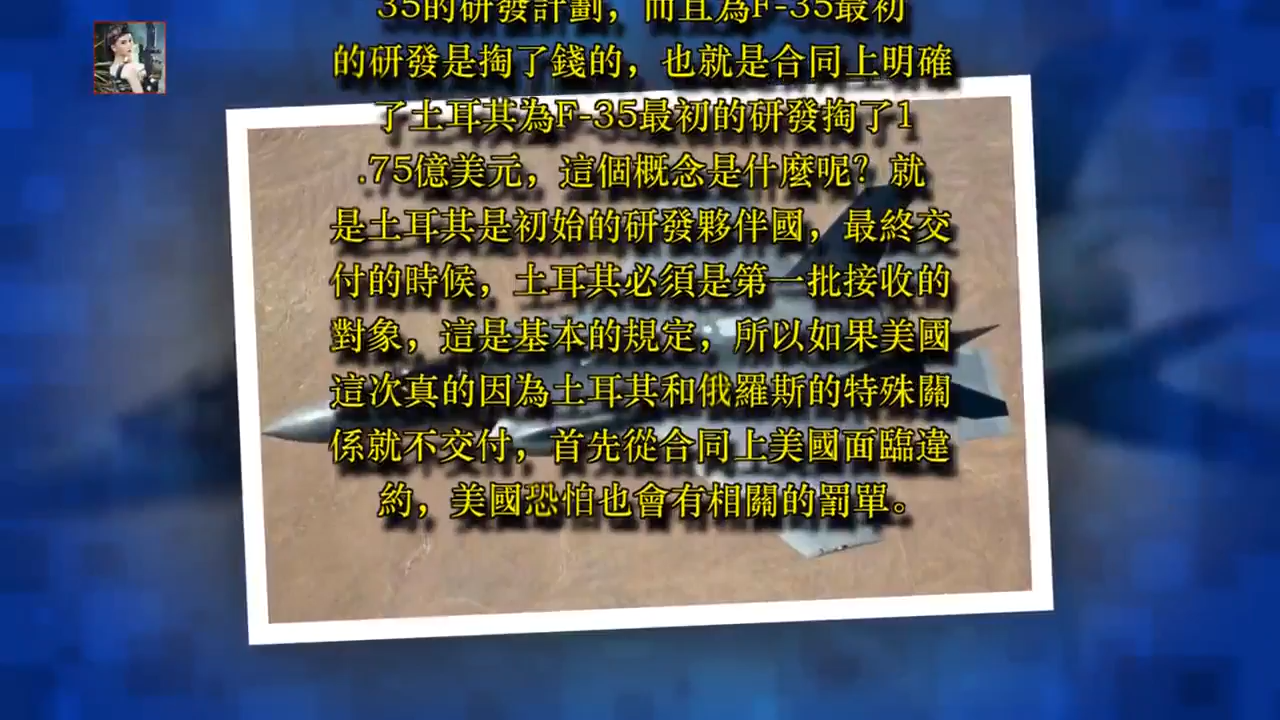 35的研發計劃，而且為F-35最初
的研發是掏了錢的，也就是合同上明確
了土耳其為F-35最初的研發掏了1
.75億美元，這個概念是什麼呢？就
是土耳其是初始的研發夥伴國，最終交
付的時候，土耳其必須是第一批接收的
對象，這是基本的規定，所以如果美國
這次真的因為土耳其和俄羅斯的特殊關
係就不交付，首先從合同上美國面臨違
約，美國恐怕也會有相關的罰單。